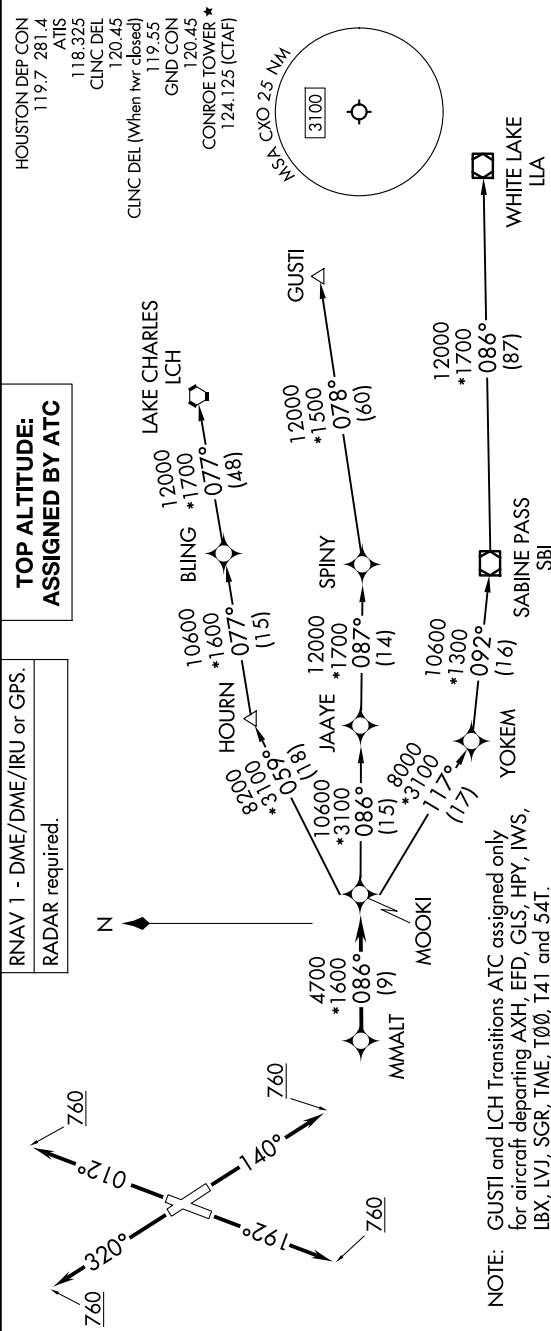 HOUSTON DEP CON
119.7 281.4
ATIS
118.325
CLNC DEL
120.45
CLNC DEL (When twr closed)
119.55
GND CON
120.45
CONROE TOWER ★
124.125 (CTAF)
TOP ALTITUDE:
ASSIGNED BY ATC
RNAV 1 - DME/DME/IRU or GPS.
RADAR required.
MSA CXO 25 NM
3100
N
760
012°
760
320°
140°
760
192°
760
MMALT
4700
*1600
086°
(9)
MOOKI
8200
*3100
059°
(18)
HOURN
10600
*1600
077°
(15)
BLING
12000
*1700
077°
(48)
LAKE CHARLES
LCH
10600
*3100
086°
(15)
JAAYE
12000
*1700
087°
(14)
SPINY
12000
*1500
078°
(60)
GUSTI
8000
*3100
117°
(17)
YOKEM
10600
*1300
092°
(16)
SABINE PASS
SBI
12000
*1700
086°
(87)
WHITE LAKE
LLA
NOTE: GUSTI and LCH Transitions ATC assigned only
for aircraft departing AXH, EFD, GLS, HPY, IWS,
LBX, LVJ, SGR, TME, TØØ, T41 and 54T.